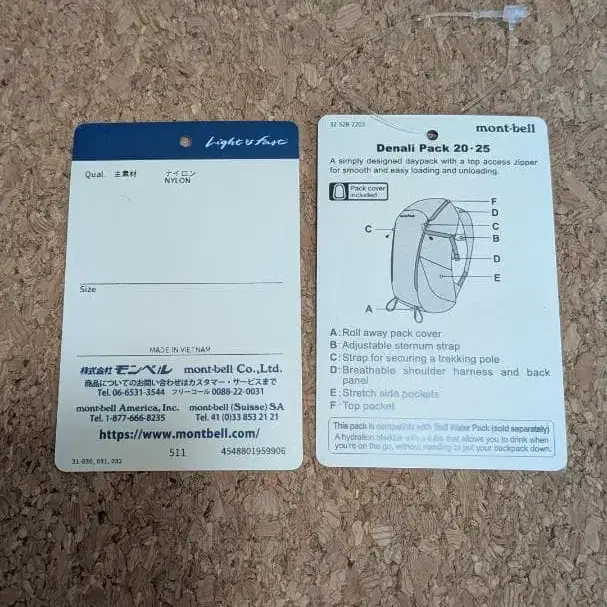 Light & Fast
Qual. 主素材 ナイロン
NYLON
Size
MADE IN VIETNAM
株式会社 モンベル mont-bell Co., Ltd.
商品についてのお問い合わせはカスタマー・サービスまで
Tel. 06-6531-3544 フリーコール 0088-22-0031
mont-bell America, Inc. mont-bell (Suisse) SA
Tel. 1-877-666-8235 Tel. 41 (0)33 853 21 21
https://www.montbell.com/
511 4548801959906
31-930, 931, 932
mont-bell
Denali Pack 20·25
A simply designed daypack with a top access zipper
for smooth and easy loading and unloading.
Pack cover
included
F
D
C
C
B
D
E
A
A: Roll away pack cover
B: Adjustable sternum strap
C: Strap for securing a trekking pole
D: Breathable shoulder harness and back
panel
E: Stretch side pockets
F: Top pocket
This pack is compatible with Water Pack (sold separately)
A hydration bladder with a tube that allows you to drink when
you're on the go, without needing to put your backpack down.